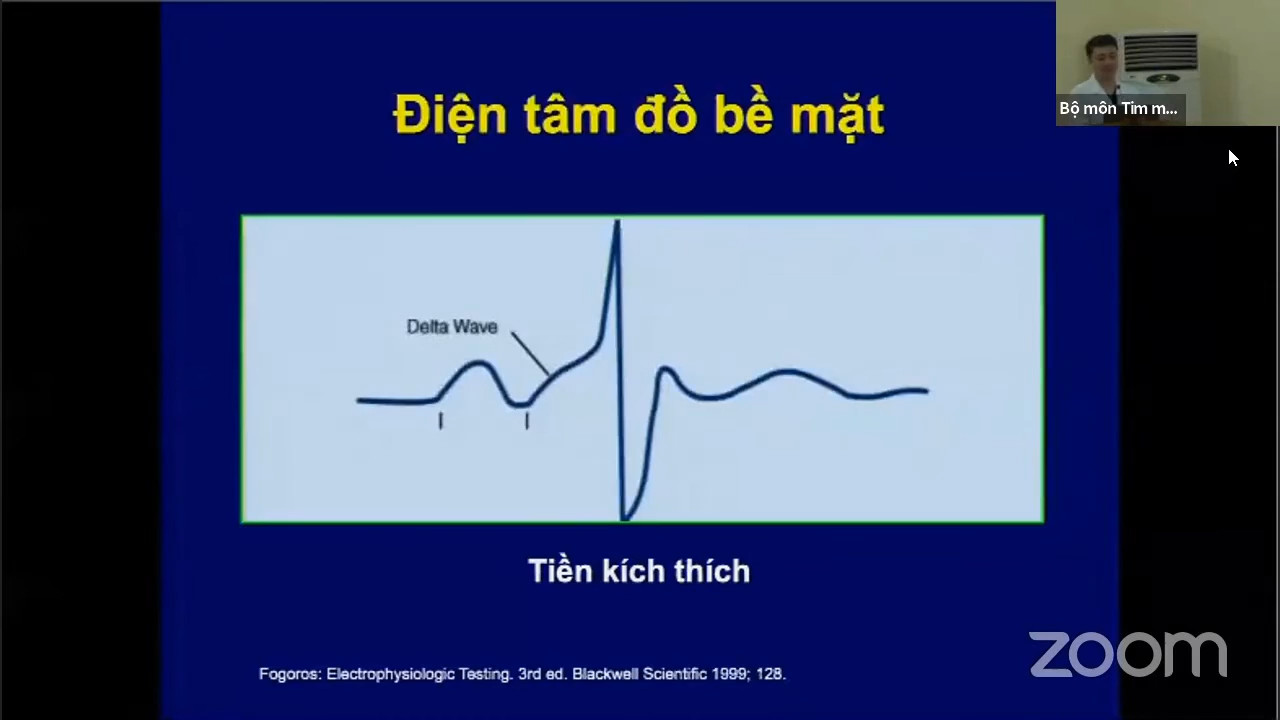 Điện tâm đồ bề mặt
Bộ môn Tim m...
Delta Wave
Tiền kích thích
Fogoros: Electrophysiologic Testing. 3rd ed. Blackwell Scientific 1999; 128.
zoom